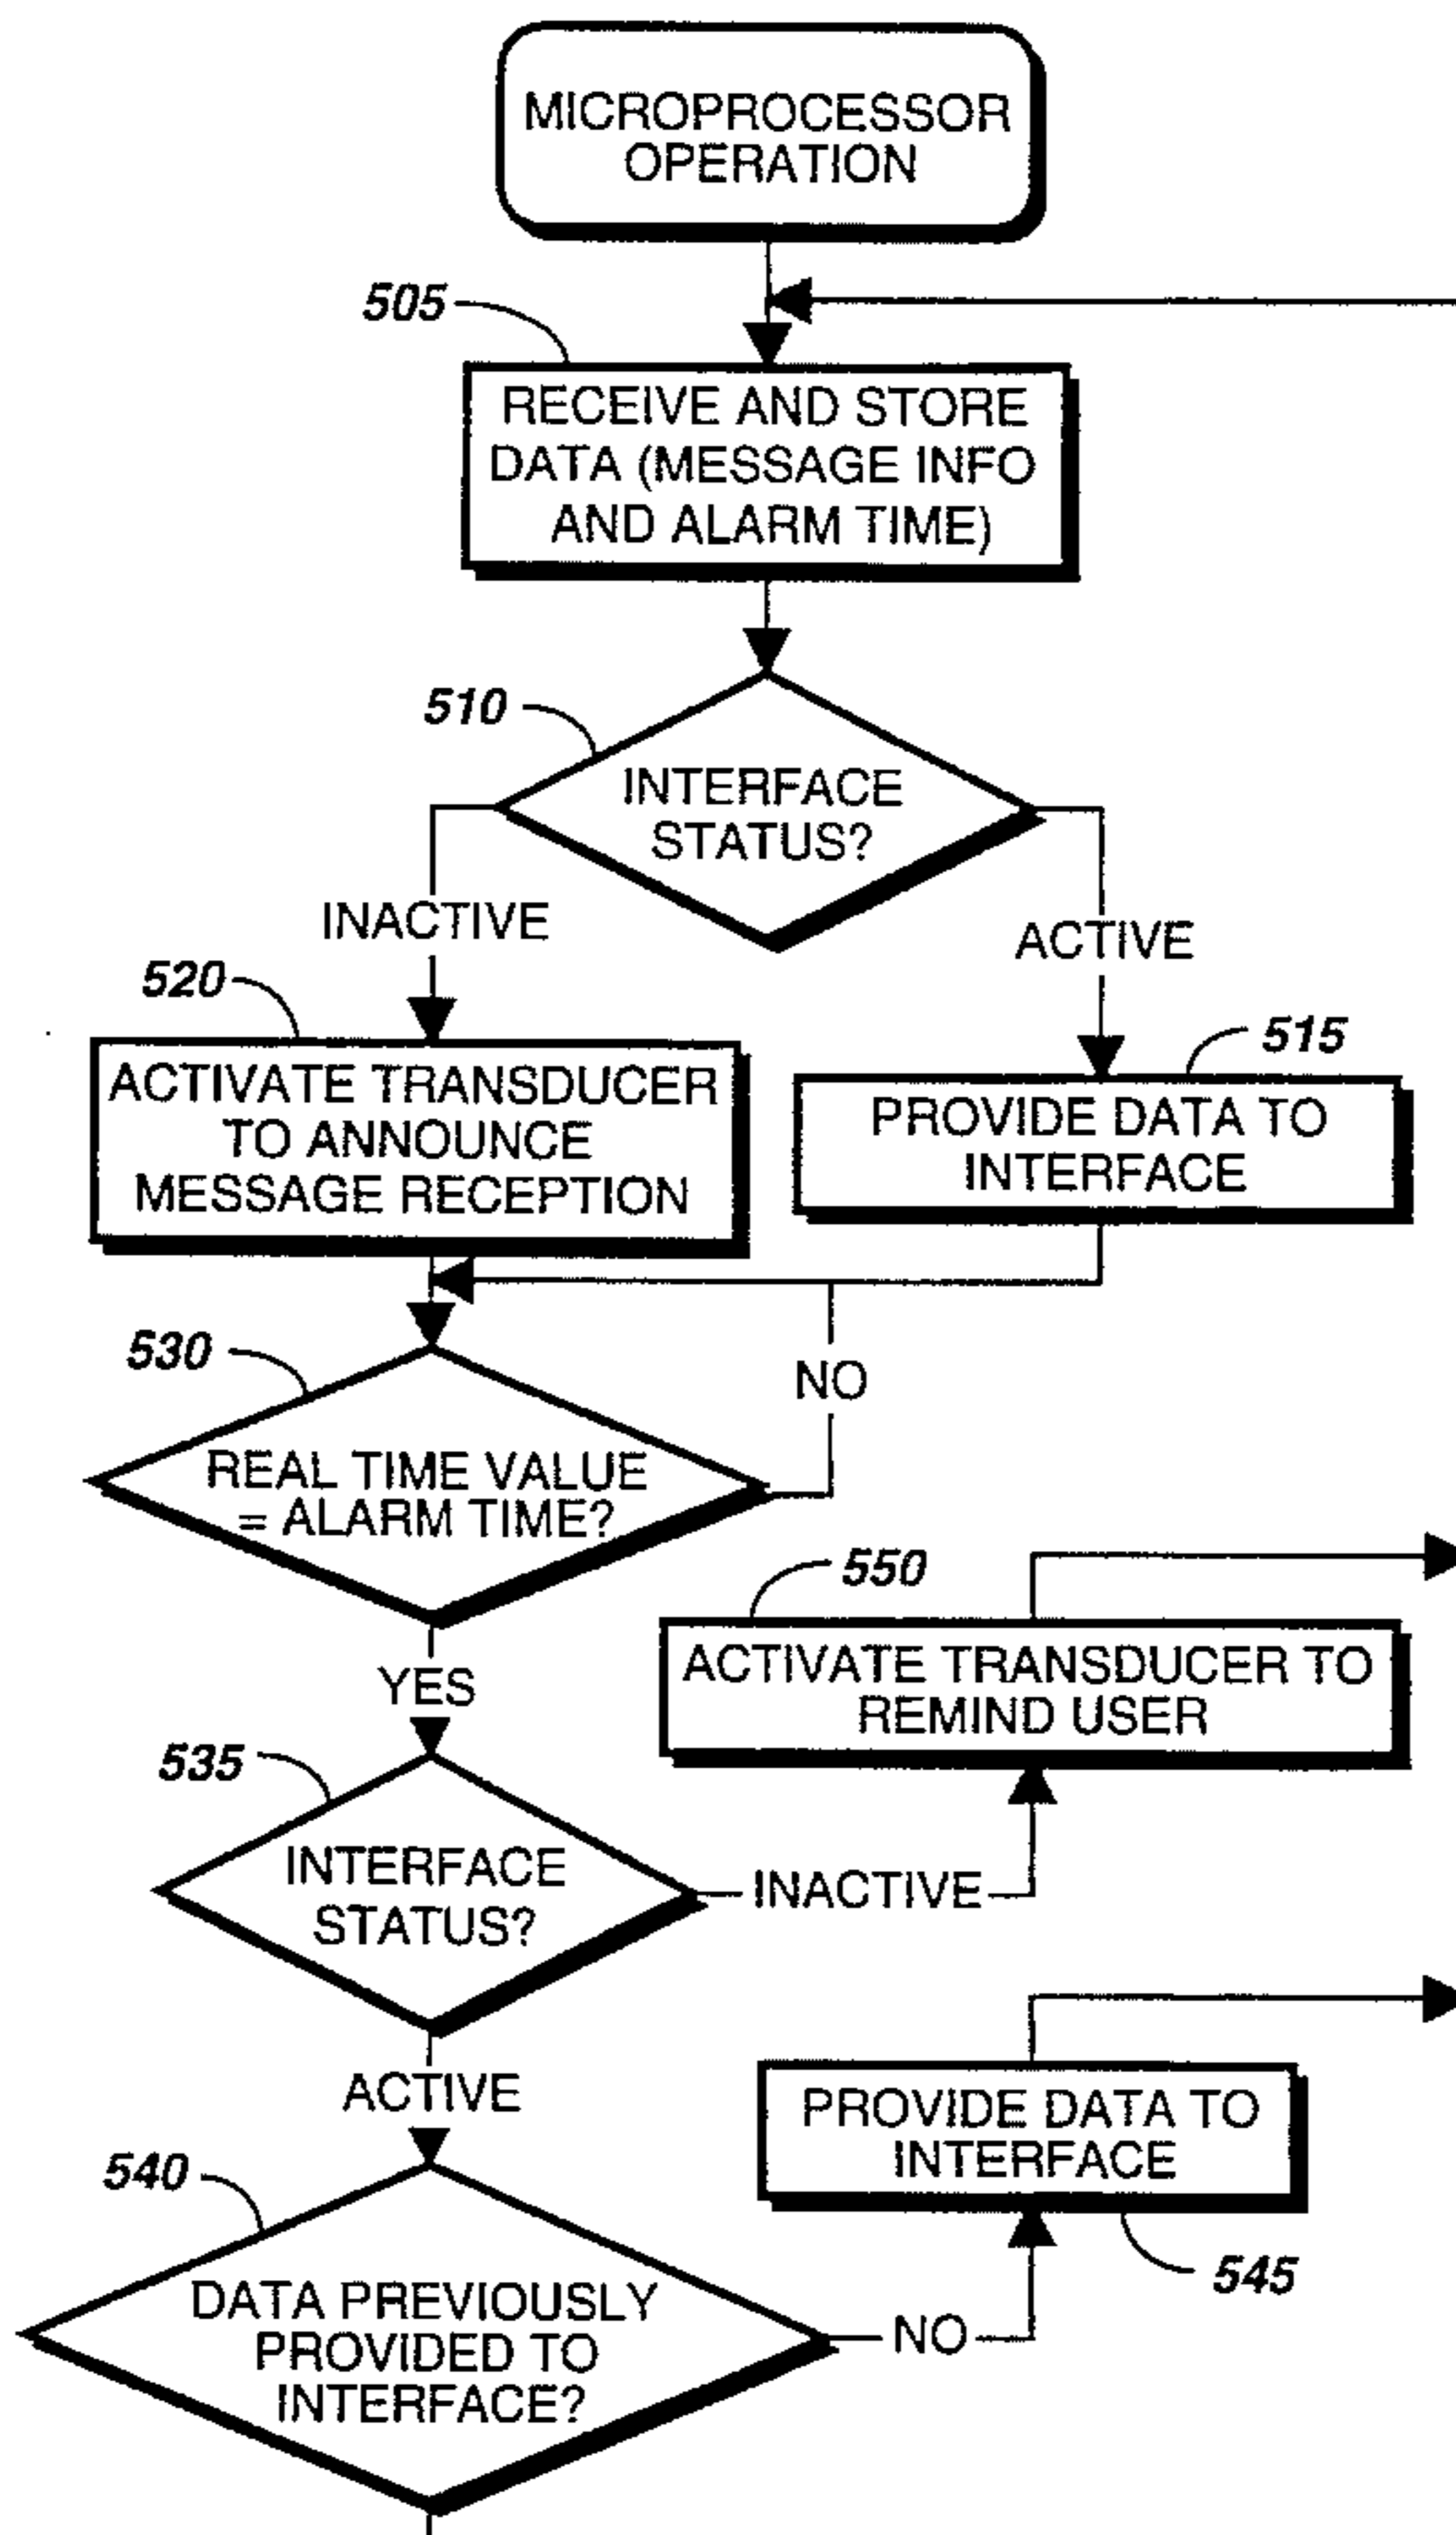 MICROPROCESSOR
OPERATION
505
RECEIVE AND STORE
DATA (MESSAGE INFO
AND ALARM TIME)
510
INTERFACE
STATUS?
INACTIVE
ACTIVE
520
ACTIVATE TRANSDUCER
TO ANNOUNCE
MESSAGE RECEPTION
515
PROVIDE DATA TO
INTERFACE
530
REAL TIME VALUE
= ALARM TIME?
NO
YES
550
ACTIVATE TRANSDUCER TO
REMIND USER
535
INTERFACE
STATUS?
INACTIVE
ACTIVE
PROVIDE DATA TO
INTERFACE
545
540
DATA PREVIOUSLY
PROVIDED TO
INTERFACE?
NO